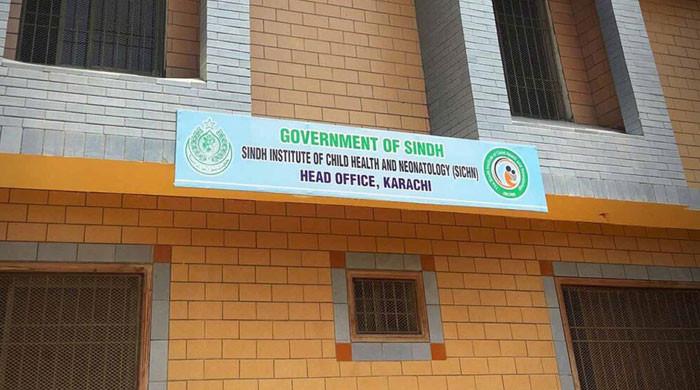 GOVERNMENT OF SINDH
SINDH INSTITUTE OF CHILD HEALTH AND NEONATOLOGY (SICHN)
HEAD OFFICE, KARACHI